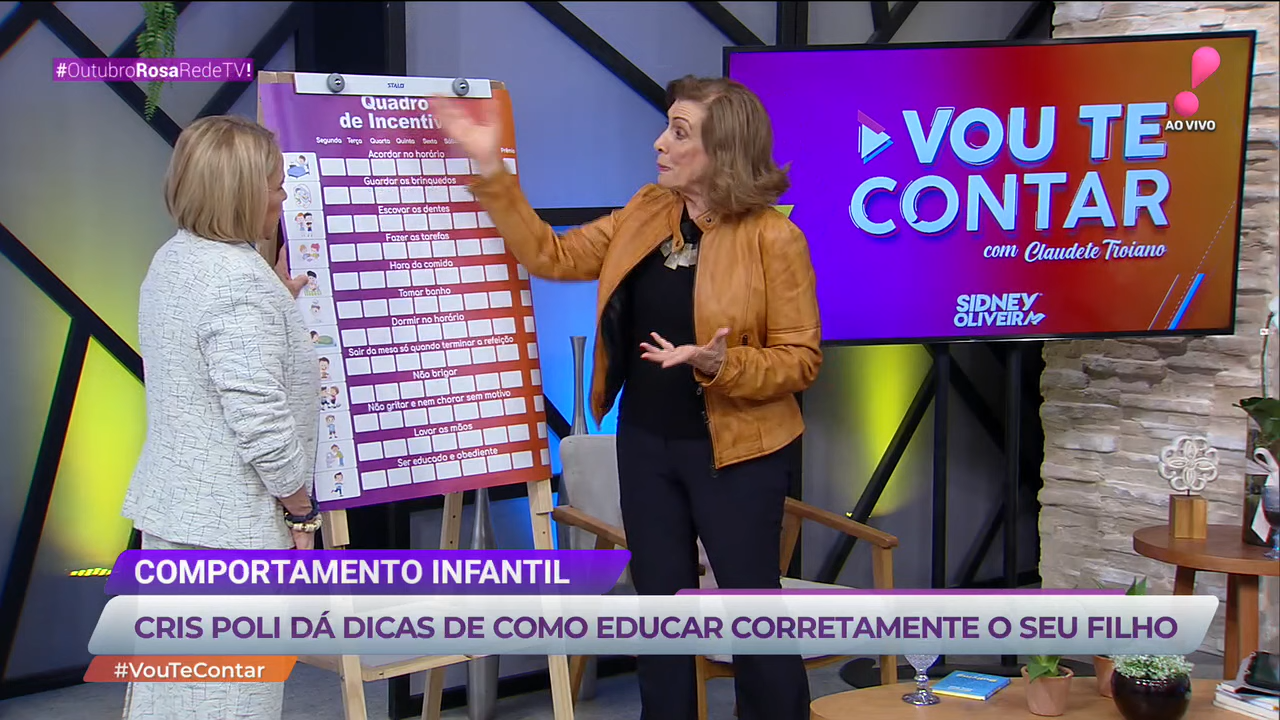 #OutubroRosaRedeTV!
STALO
Quadro
de Incentiv
Segunda Terça Quarta Quinta Sexta
Prêmio
Acordar no horário
Guardar os brinquedos
Escovar os dentes
Fazer as tarefas
Hora da comida
Tomar banho
Dormir no horário
Sair da mesa só quando terminar a refeição
Não brigar
Não gritar e nem chorar sem motivo
Lavar as mãos
Ser educado e obediente
VOU TE
CONTAR
com Claudete Troiano
SIDNEY
OLIVEIRA
AO VIVO
COMPORTAMENTO INFANTIL
CRIS POLI DÁ DICAS DE COMO EDUCAR CORRETAMENTE O SEU FILHO
#VouTeContar